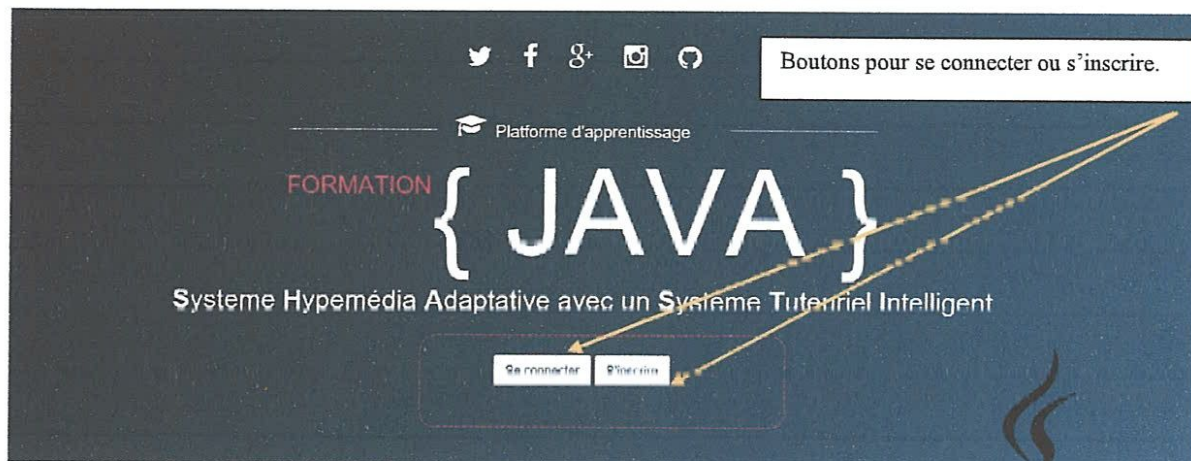 Boutons pour se connecter ou s'inscrire.
Platforme d'apprentissage
FORMATION { JAVA }
Systeme Hypemédia Adaptative avec un Systeme Tutenriel Intelligent
Se connecter S'inscrire